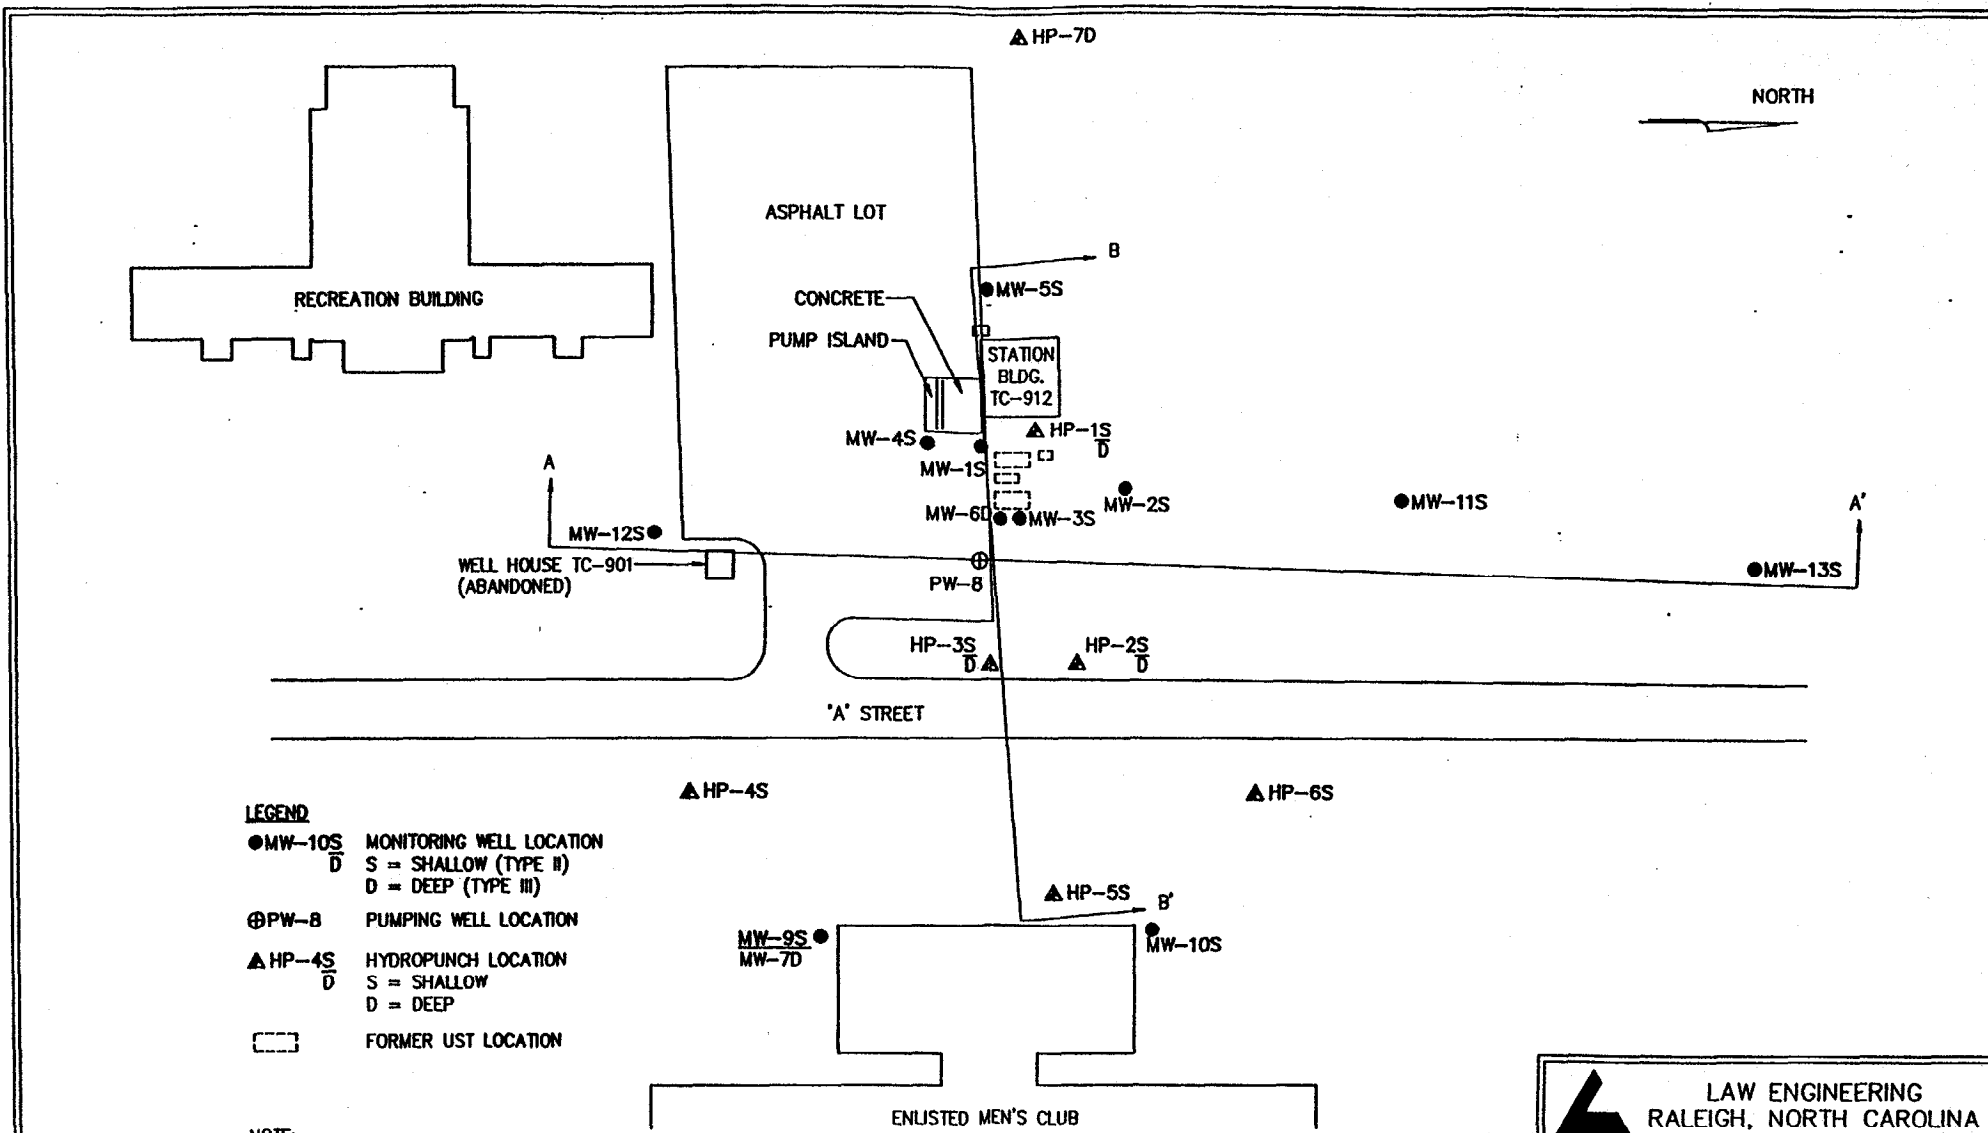 HP-7D
NORTH
ASPHALT LOT
B
MW-5S
RECREATION BUILDING
CONCRETE
PUMP ISLAND
STATION
BLDG.
TC-912
MW-4S
HP-1S
D
MW-1S
A
MW-2S
MW-11S
A'
MW-6D
MW-3S
MW-12S
WELL HOUSE TC-901
(ABANDONED)
PW-8
MW-13S
HP-3S
D
HP-2S
D
'A' STREET
HP-4S
HP-6S
LEGEND
MW-10S MONITORING WELL LOCATION
D S = SHALLOW (TYPE II)
D = DEEP (TYPE III)
PW-8 PUMPING WELL LOCATION
HP-4S HYDROPUNCH LOCATION
D S = SHALLOW
D = DEEP
FORMER UST LOCATION
HP-5S
B'
MW-9S
MW-7D
MW-10S
ENLISTED MEN'S CLUB
LAW ENGINEERING
RALEIGH, NORTH CAROLINA
NOTE: